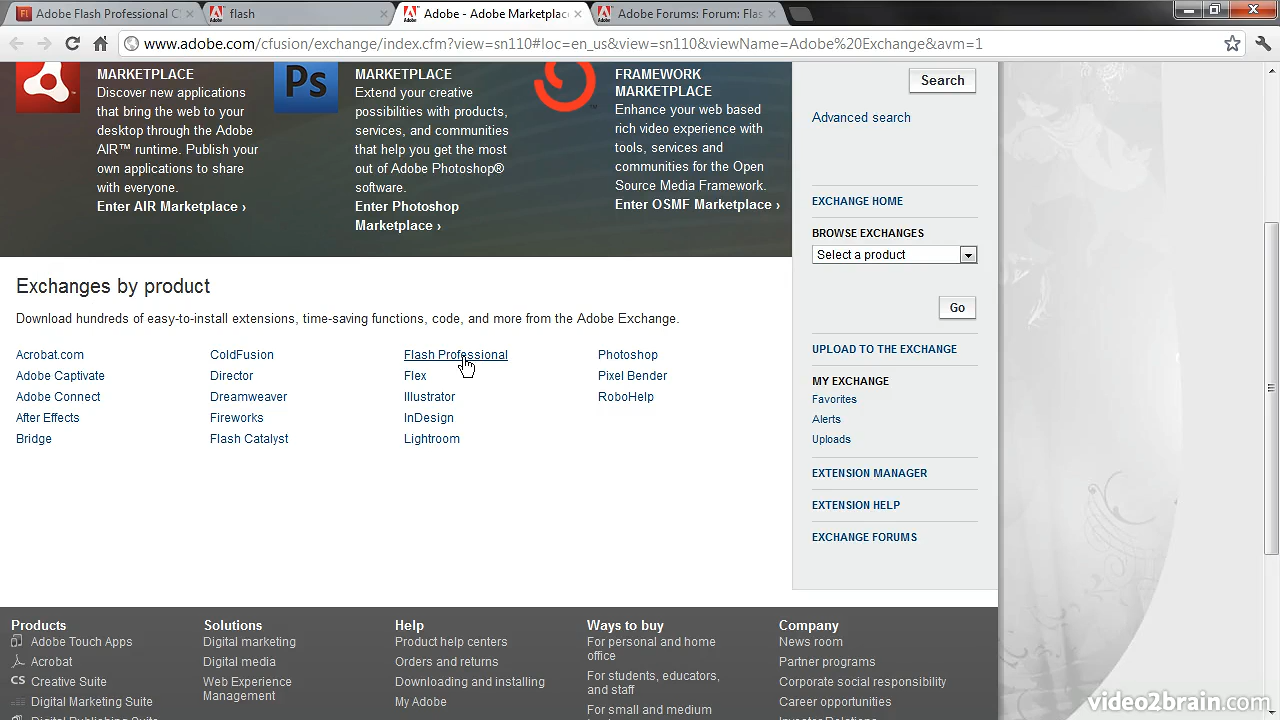 Adobe Flash Professional C
flash
Adobe - Adobe Marketplac
Adobe Forums: Forum: Flas
www.adobe.com/cfusion/exchange/index.cfm?view=sn110#loc=en_us&view=sn110&viewName=Adobe%20Exchange&avm=1
MARKETPLACE
Discover new applications
that bring the web to your
desktop through the Adobe
AIR™ runtime. Publish your
own applications to share
with everyone.
Enter AIR Marketplace ›
Ps
MARKETPLACE
Extend your creative
possibilities with products,
services, and communities
that help you get the most
out of Adobe Photoshop®
software.
Enter Photoshop
Marketplace ›
FRAMEWORK
MARKETPLACE
Enhance your web based
rich video experience with
tools, services and
communities for the Open
Source Media Framework.
Enter OSMF Marketplace ›
Search
Advanced search
EXCHANGE HOME
BROWSE EXCHANGES
Select a product
Go
UPLOAD TO THE EXCHANGE
MY EXCHANGE
Favorites
Alerts
Uploads
EXTENSION MANAGER
EXTENSION HELP
EXCHANGE FORUMS
Exchanges by product
Download hundreds of easy-to-install extensions, time-saving functions, code, and more from the Adobe Exchange.
Acrobat.com
Adobe Captivate
Adobe Connect
After Effects
Bridge
ColdFusion
Director
Dreamweaver
Fireworks
Flash Catalyst
Flash Professional
Flex
Illustrator
InDesign
Lightroom
Photoshop
Pixel Bender
RoboHelp
Products
Adobe Touch Apps
Acrobat
CS Creative Suite
Digital Marketing Suite
Digital Publishing Suite
Solutions
Digital marketing
Digital media
Web Experience
Management
Help
Product help centers
Orders and returns
Downloading and installing
My Adobe
Ways to buy
For personal and home
office
For students, educators,
and staff
For small and medium
Company
News room
Partner programs
Corporate social responsibility
Career opportunities
Investor Relations
video2brain.com